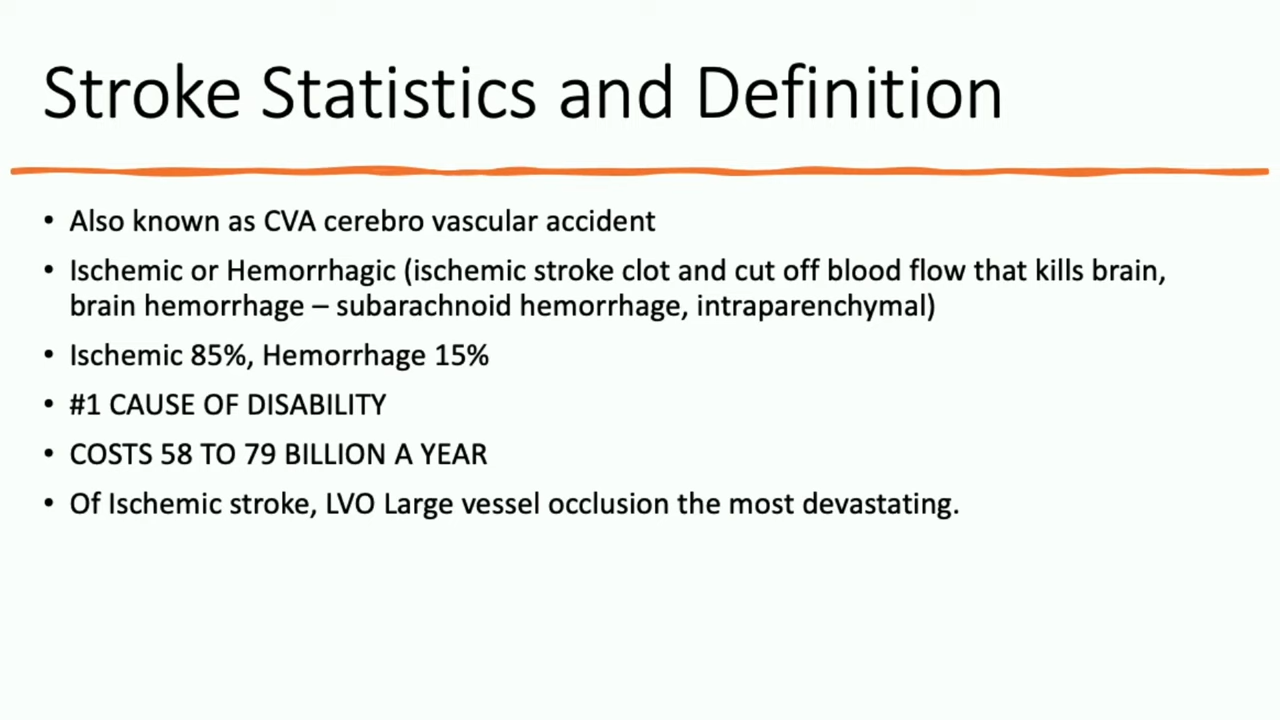 Stroke Statistics and Definition
• Also known as CVA cerebro vascular accident
• Ischemic or Hemorrhagic (ischemic stroke clot and cut off blood flow that kills brain,
brain hemorrhage – subarachnoid hemorrhage, intraparenchymal)
• Ischemic 85%, Hemorrhage 15%
• #1 CAUSE OF DISABILITY
• COSTS 58 TO 79 BILLION A YEAR
• Of Ischemic stroke, LVO Large vessel occlusion the most devastating.